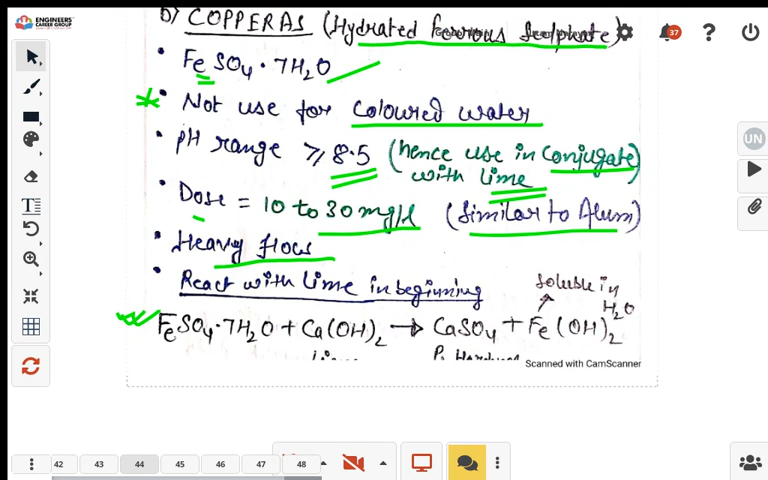 ENGINEERS
CAREER GROUP
b) COPPERAS (Hydrated ferrous sulphate)
37
?
• FeSO4·7H2O
• Not use for coloured water
• pH range ≥ 8.5 (hence use in conjugate with lime
UN
• Dose = 10 to 30 mg/l (Similar to Alum)
T
• Heavy flow
• React with lime in beginning
soluble in H2O
FeSO4·7H2O + Ca(OH)2 → CaSO4 + Fe(OH)2
P. Hardness
Scanned with CamScanner
42 43 44 45 46 47 48